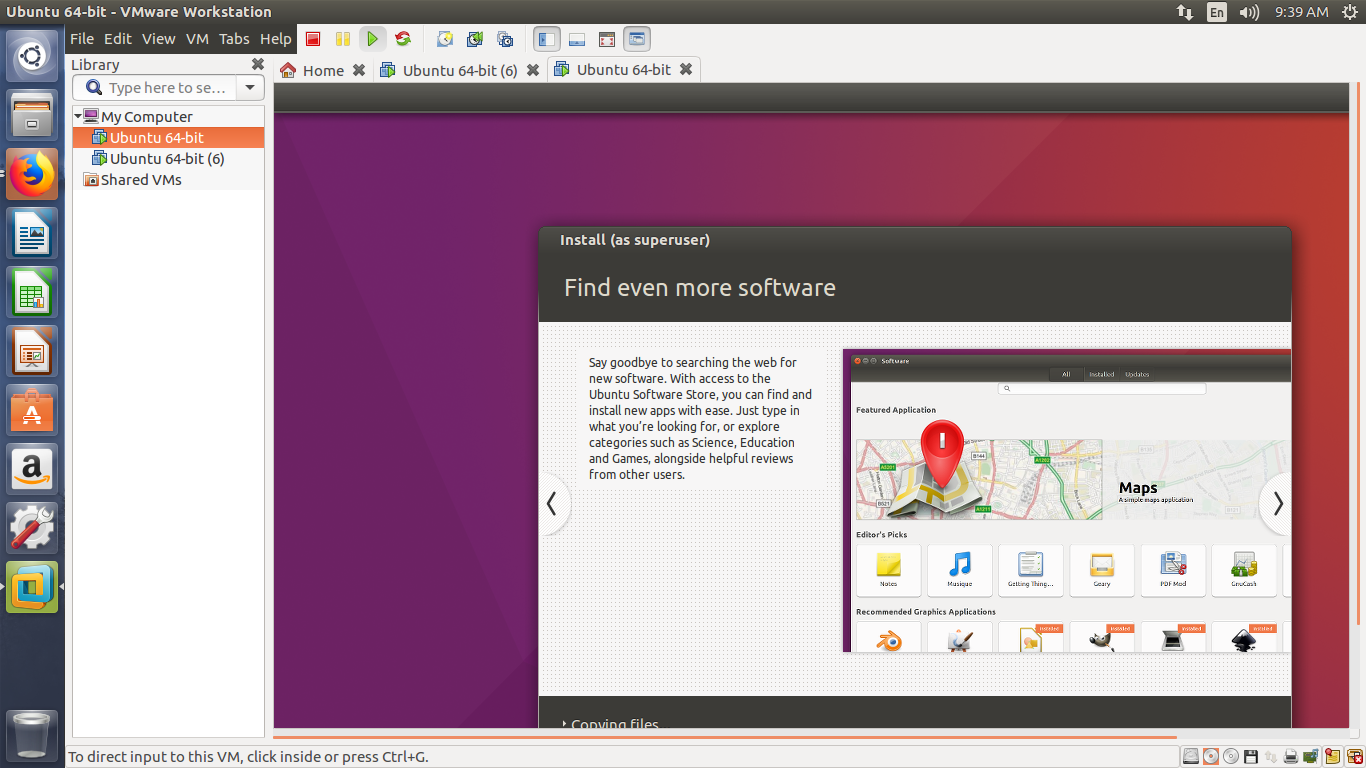 Ubuntu 64-bit - VMware Workstation
En
9:39 AM
File Edit View VM Tabs Help
Library
Type here to se...
My Computer
Ubuntu 64-bit
Ubuntu 64-bit (6)
Shared VMs
Home
Ubuntu 64-bit (6)
Ubuntu 64-bit
Install (as superuser)
Find even more software
Say goodbye to searching the web for
new software. With access to the
Ubuntu Software Store, you can find and
install new apps with ease. Just type in
what you're looking for, or explore
categories such as Science, Education
and Games, alongside helpful reviews
from other users.
Software
All Installed Updates
Featured Application
A5201
B144
A1202
B521
A1211
Maps
A simple maps application
Editor's Picks
Notes
Musique
Getting Thing...
Geary
PDF Mod
GnuCash
Recommended Graphics Applications
Installed
Installed
Installed
Installed
Copying files...
To direct input to this VM, click inside or press Ctrl+G.